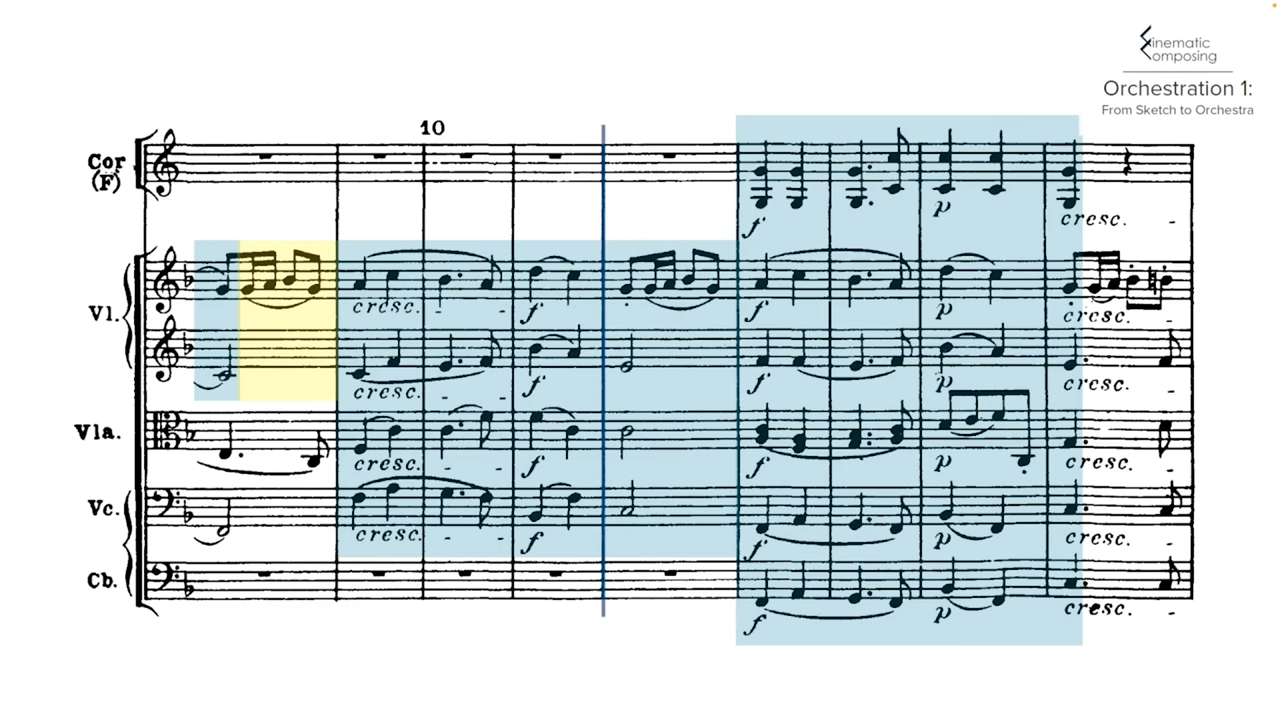 Cinematic
Composing
Orchestration 1:
From Sketch to Orchestra
10
Cor
(F)
f
p
cresc. -
Vl.
cresc. - - f
f
p
cresc. -
cresc. - - f
f
p
cresc. -
Vla.
cresc. - - f
f
p
cresc. -
Vc.
cresc. - - f
f
p
cresc. -
Cb.
f
p
cresc. -